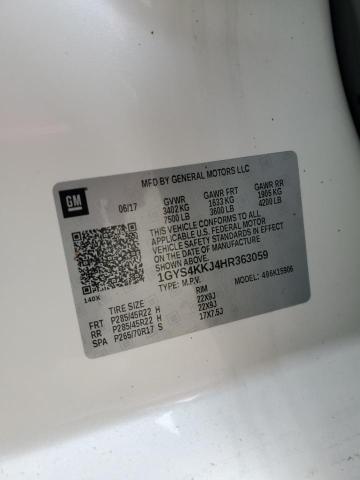 GM
MFD BY GENERAL MOTORS LLC
06/17
GVWR GAWR FRT GAWR RR
3402 KG 1633 KG 1905 KG
7500 LB 3600 LB 4200 LB
THIS VEHICLE CONFORMS TO ALL
APPLICABLE U.S. FEDERAL MOTOR
VEHICLE SAFETY STANDARDS IN
EFFECT ON THE DATE OF MANUFACTURE
SHOWN ABOVE.
1GYS4KKJ4HR363059
TYPE: M.P.V. MODEL:
140X
TIRE SIZE RIM
FRT P285/45R22 H 22X9J
RR P285/45R22 H 22X9J
SPA P265/70R17 S 17X7.5J